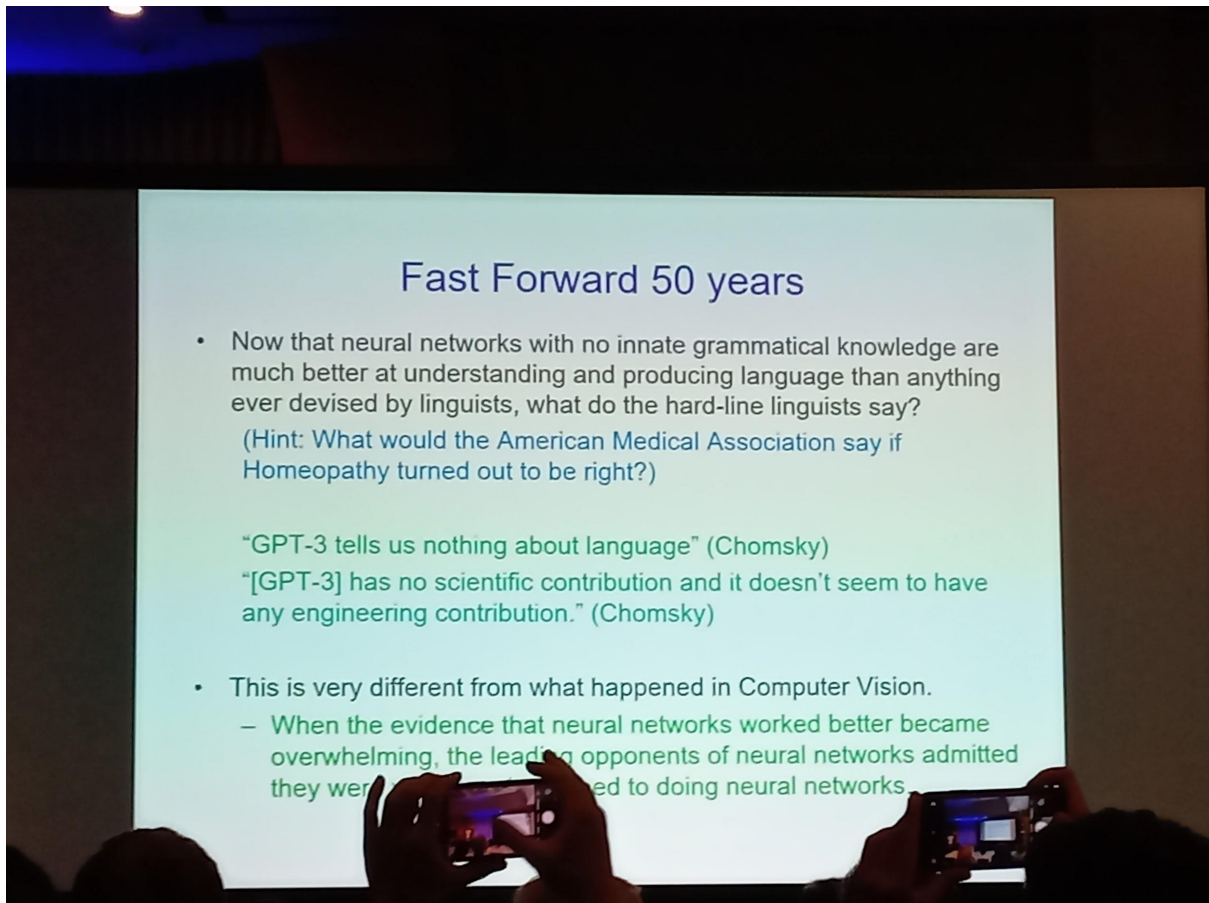 Fast Forward 50 years
• Now that neural networks with no innate grammatical knowledge are
much better at understanding and producing language than anything
ever devised by linguists, what do the hard-line linguists say?
(Hint: What would the American Medical Association say if
Homeopathy turned out to be right?)
“GPT-3 tells us nothing about language” (Chomsky)
“[GPT-3] has no scientific contribution and it doesn’t seem to have
any engineering contribution.” (Chomsky)
• This is very different from what happened in Computer Vision.
– When the evidence that neural networks worked better became
overwhelming, the leading opponents of neural networks admitted
they to doing neural networks.